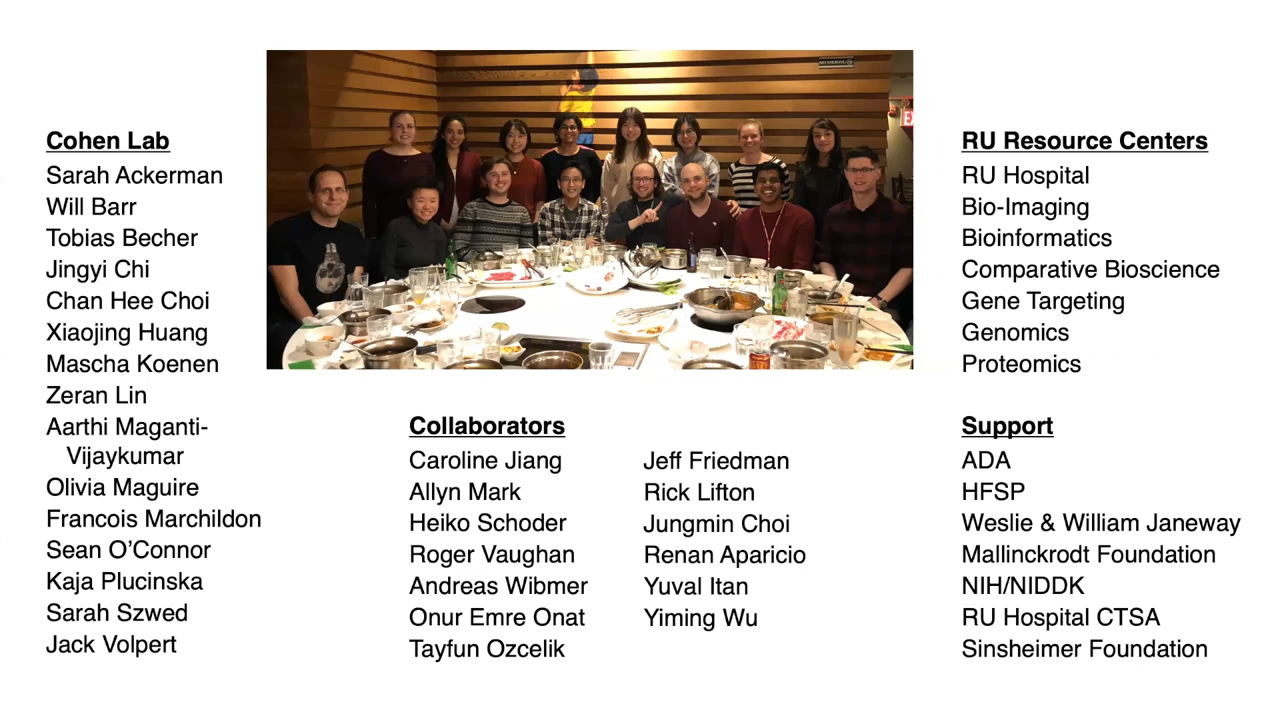 NO SMOKING
EX
Cohen Lab
Sarah Ackerman
Will Barr
Tobias Becher
Jingyi Chi
Chan Hee Choi
Xiaojing Huang
Mascha Koenen
Zeran Lin
Aarthi Maganti-
Vijaykumar
Olivia Maguire
Francois Marchildon
Sean O’Connor
Kaja Plucinska
Sarah Szwed
Jack Volpert
Collaborators
Caroline Jiang
Allyn Mark
Heiko Schoder
Roger Vaughan
Andreas Wibmer
Onur Emre Onat
Tayfun Ozcelik
Jeff Friedman
Rick Lifton
Jungmin Choi
Renan Aparicio
Yuval Itan
Yiming Wu
RU Resource Centers
RU Hospital
Bio-Imaging
Bioinformatics
Comparative Bioscience
Gene Targeting
Genomics
Proteomics
Support
ADA
HFSP
Weslie & William Janeway
Mallinckrodt Foundation
NIH/NIDDK
RU Hospital CTSA
Sinsheimer Foundation